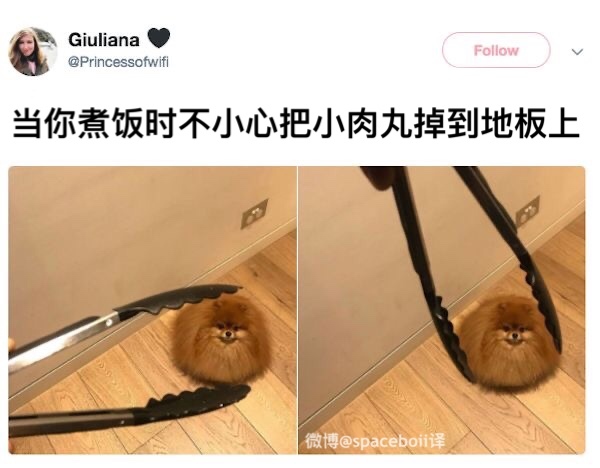 Giuliana 🖤
@Princessofwifi
Follow
当你煮饭时不小心把小肉丸掉到地板上
微博@spaceboii译